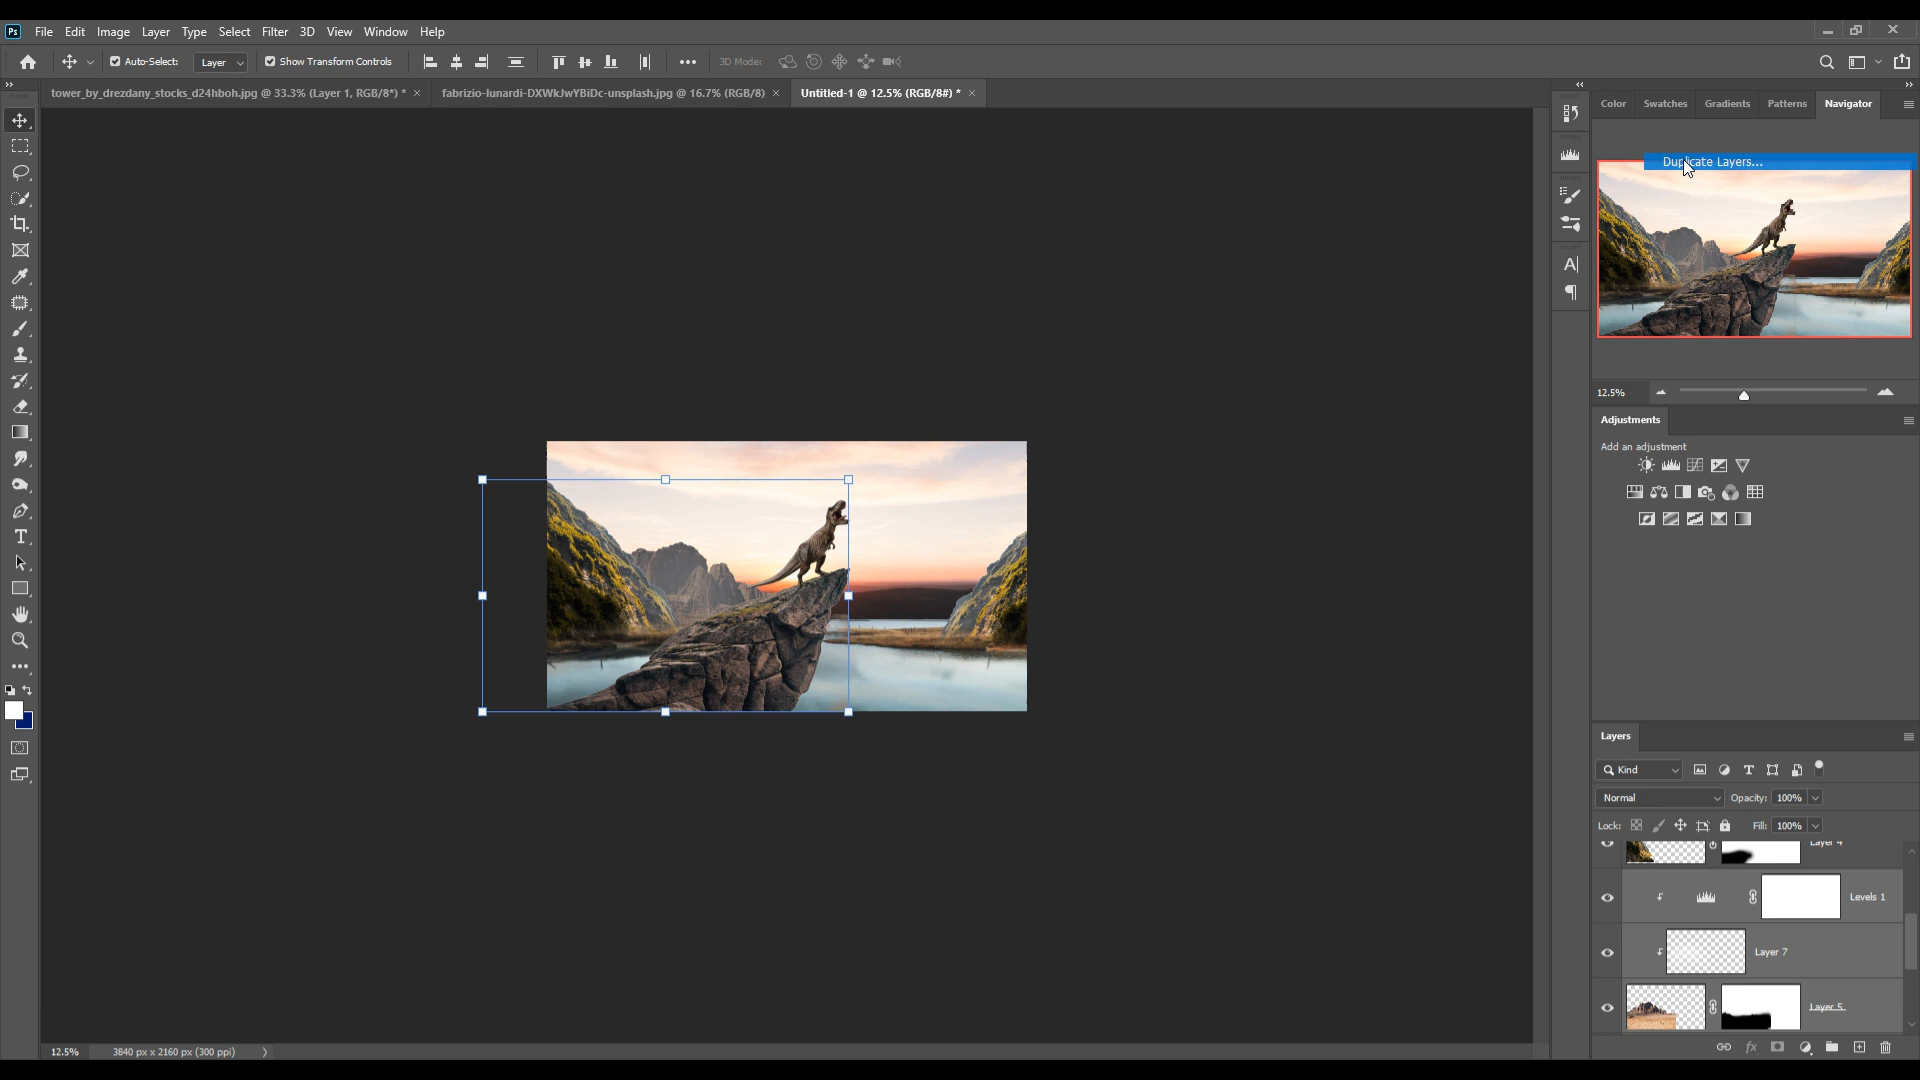 Ps File Edit Image Layer Type Select Filter 3D View Window Help
Auto-Select: Layer Show Transform Controls 3D Mode:
tower_by_drezdany_stocks_d24hboh.jpg @ 33.3% (Layer 1, RGB/8*) * × fabrizio-lunardi-DXWkJwYBiDc-unsplash.jpg @ 16.7% (RGB/8) × Untitled-1 @ 12.5% (RGB/8#) * ×
Color Swatches Gradients Patterns Navigator
Duplicate Layers...
12.5%
Adjustments
Add an adjustment
Layers
Kind
Normal Opacity: 100%
Lock: Fill: 100%
Layer 4
Levels 1
Layer 7
Layer 5
12.5% 3840 px x 2160 px (300 ppi)